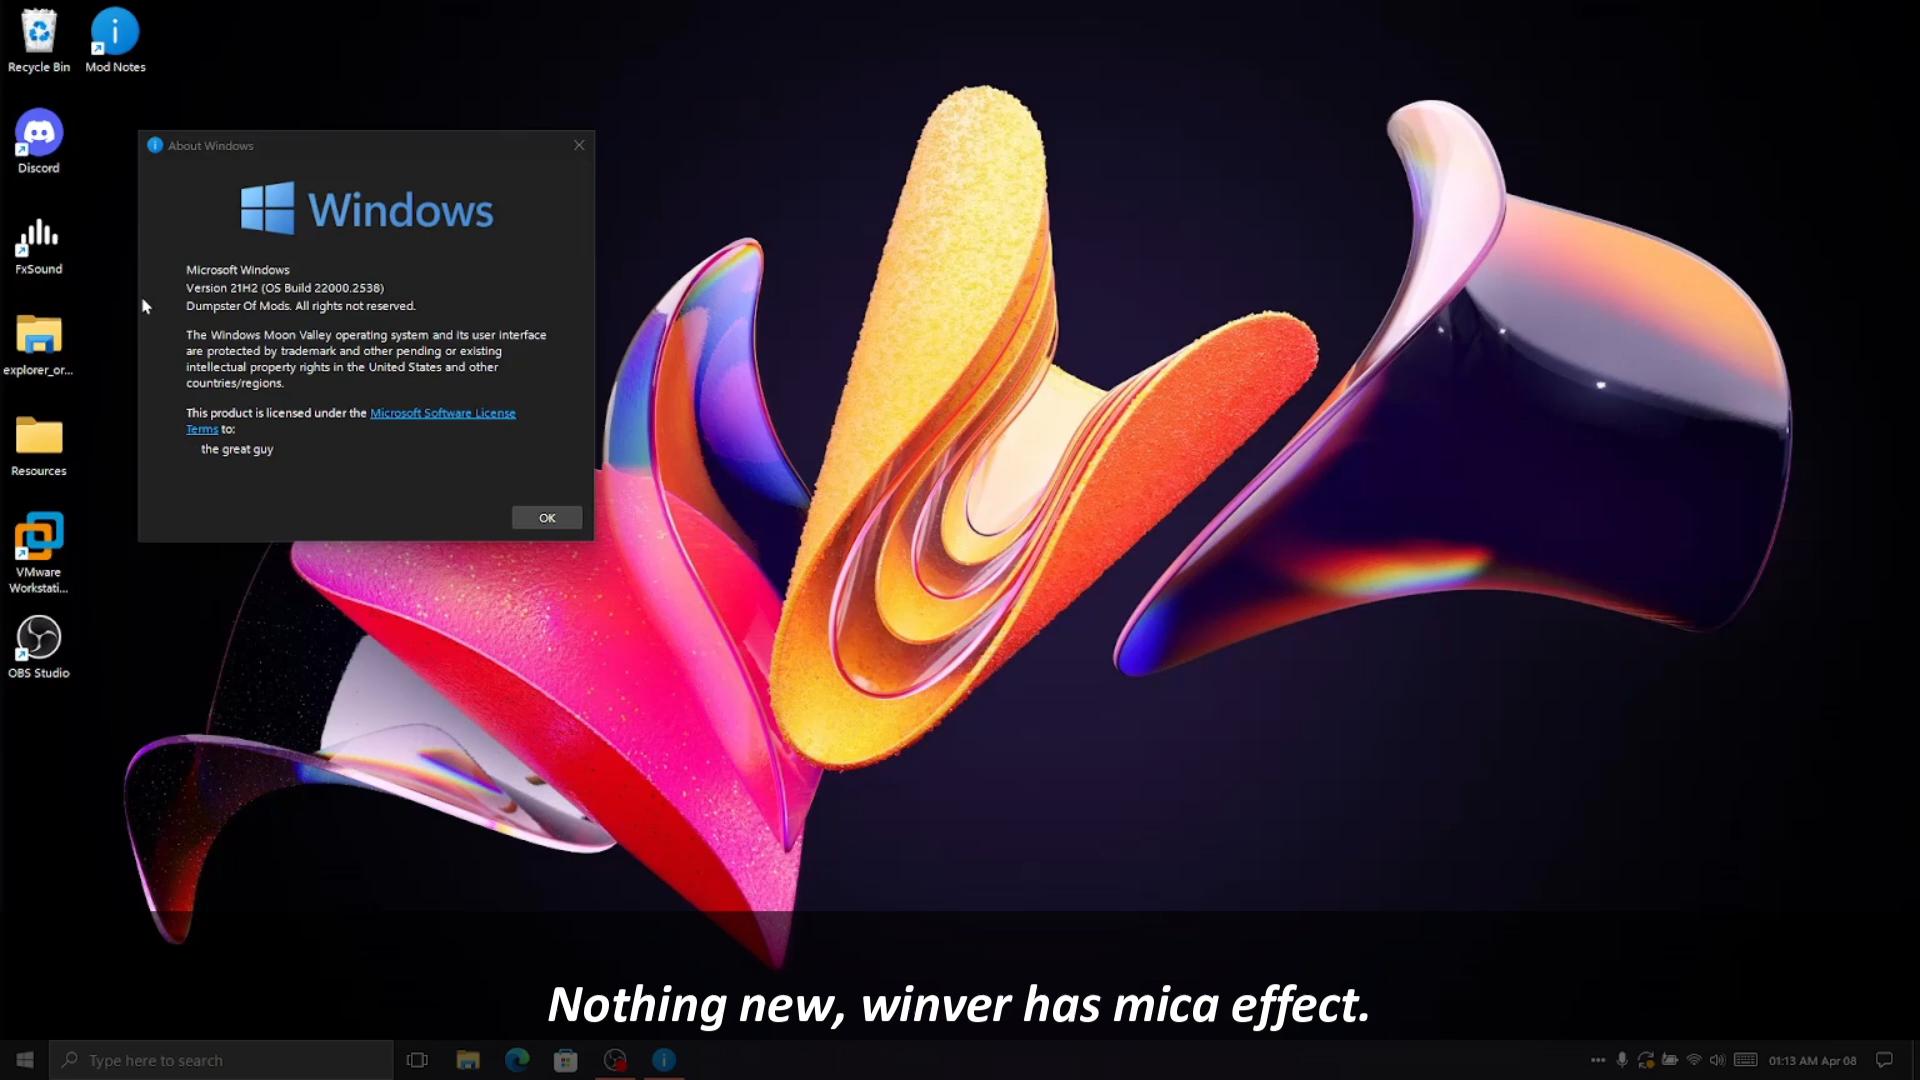 Recycle Bin
Mod Notes
Discord
FxSound
explorer_or...
Resources
VMware
Workstati...
OBS Studio
About Windows
Windows
Microsoft Windows
Version 21H2 (OS Build 22000.2538)
Dumpster Of Mods. All rights not reserved.
The Windows Moon Valley operating system and its user interface
are protected by trademark and other pending or existing
intellectual property rights in the United States and other
countries/regions.
This product is licensed under the Microsoft Software License
Terms to:
the great guy
OK
Nothing new, winver has mica effect.
Type here to search
01:13 AM Apr 08